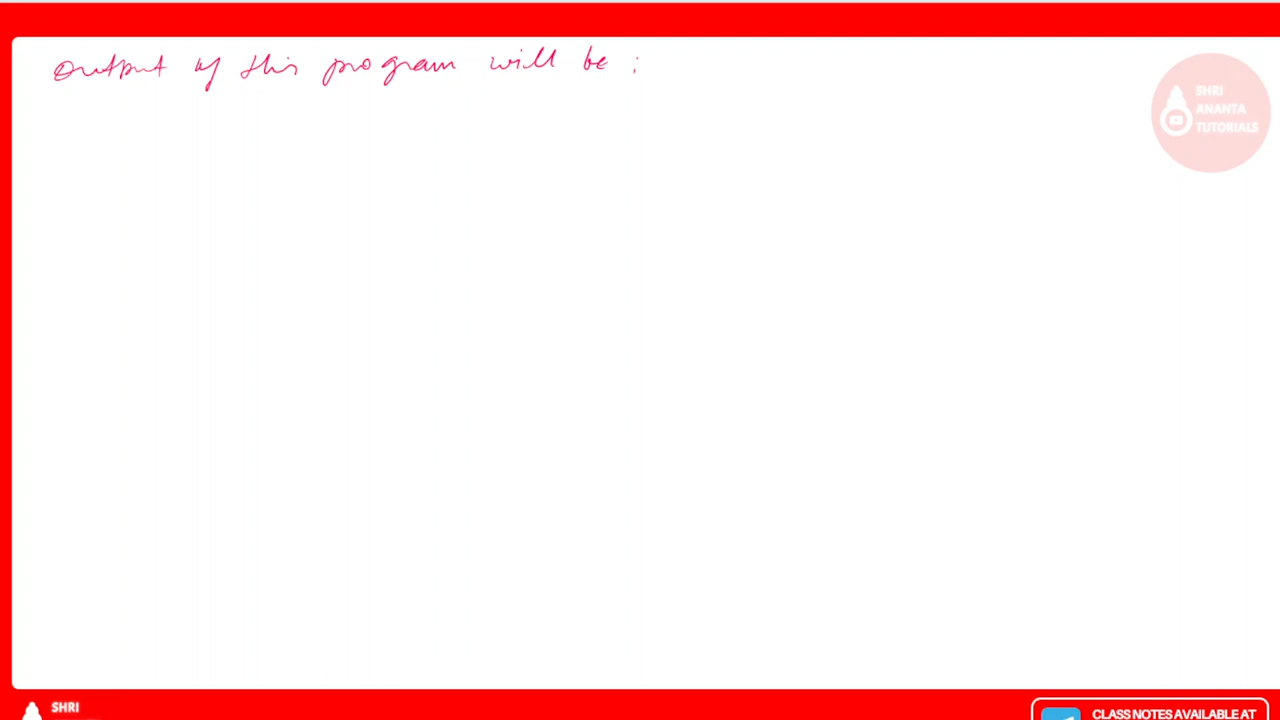 output of this program will be :
SHRI
ANANTA
TUTORIALS
SHRI
CLASS NOTES AVAILABLE AT